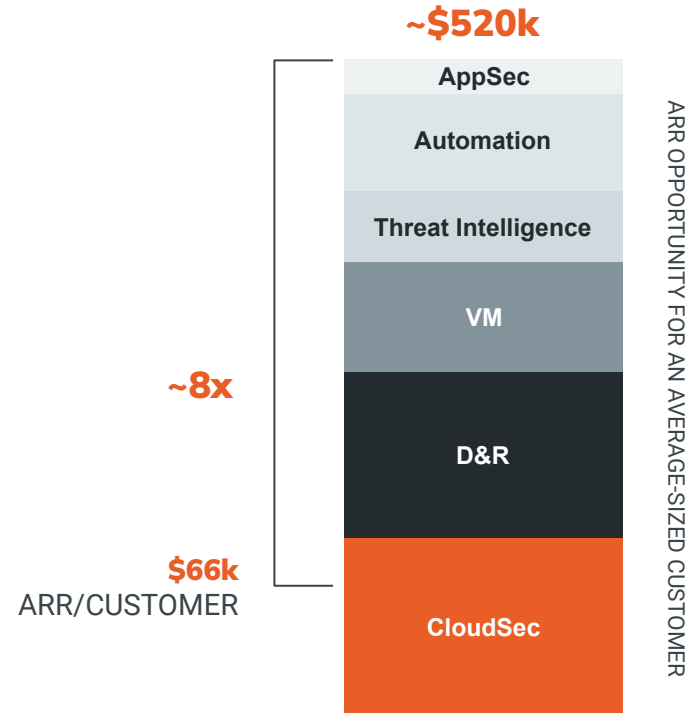 ~$520k
AppSec
Automation
Threat Intelligence
VM
~8x
D&R
$66k
ARR/CUSTOMER
CloudSec
ARR OPPORTUNITY FOR AN AVERAGE-SIZED CUSTOMER